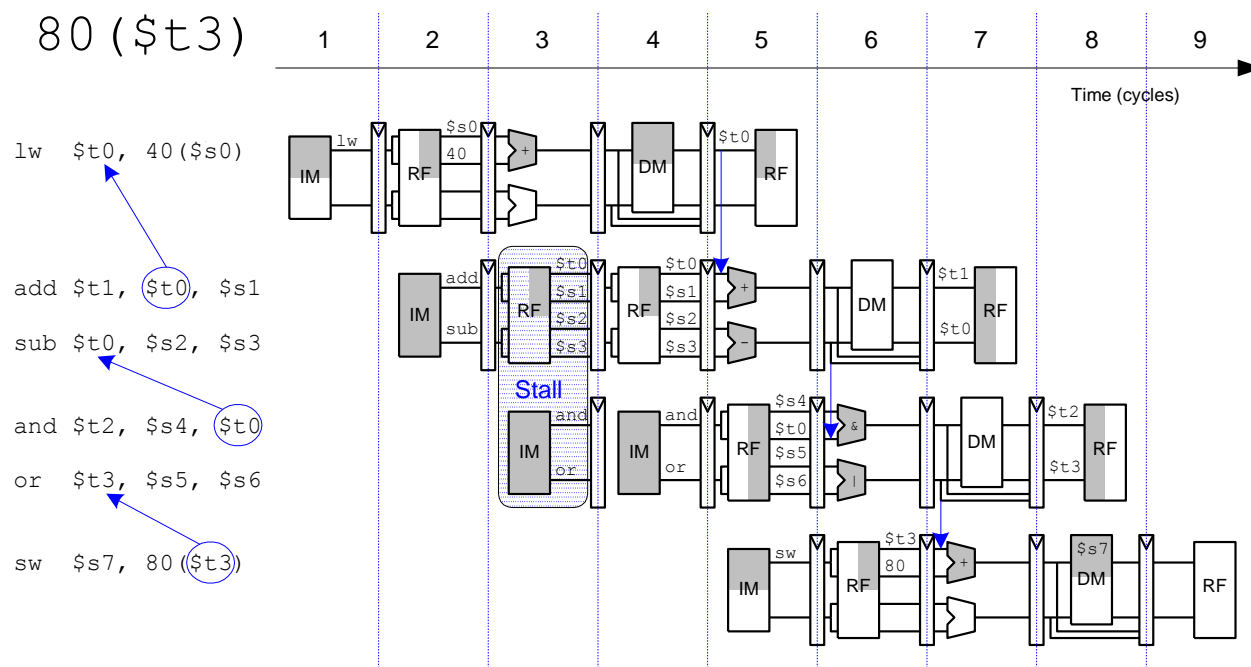 80($t3)
1 2 3 4 5 6 7 8 9
Time (cycles)
lw $t0, 40($s0)
IM lw RF $s0 40 + DM $t0 RF
add $t1, $t0, $s1
sub $t0, $s2, $s3
IM add sub RF $t0 $s1 $s2 $s3 RF $t0 $s1 $s2 $s3 + - DM $t1 $t0 RF
Stall
and $t2, $s4, $t0
or $t3, $s5, $s6
IM and or IM and or RF $s4 $t0 $s5 $s6 & | DM $t2 $t3 RF
sw $s7, 80($t3)
IM sw RF $t3 80 + $s7 DM RF